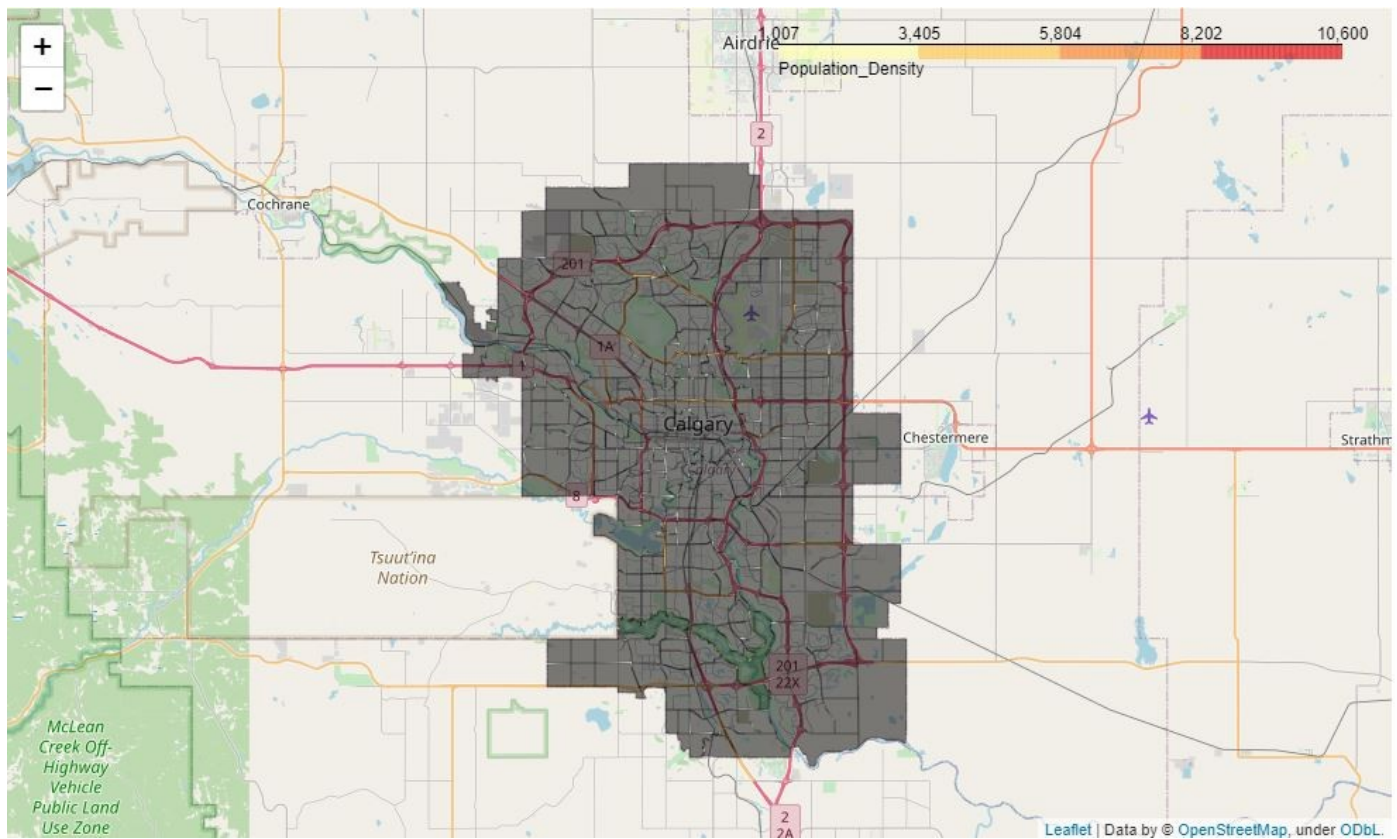 +
−
Airdrie
1,007 3,405 5,804 8,202 10,600
Population_Density
2
Cochrane
201
1A
1
Calgary
Calgary
Chestermere
Strathm
8
Tsuut'ina
Nation
201
22X
McLean
Creek Off-
Highway
Vehicle
Public Land
Use Zone
2
2A
Leaflet | Data by © OpenStreetMap, under ODbL.